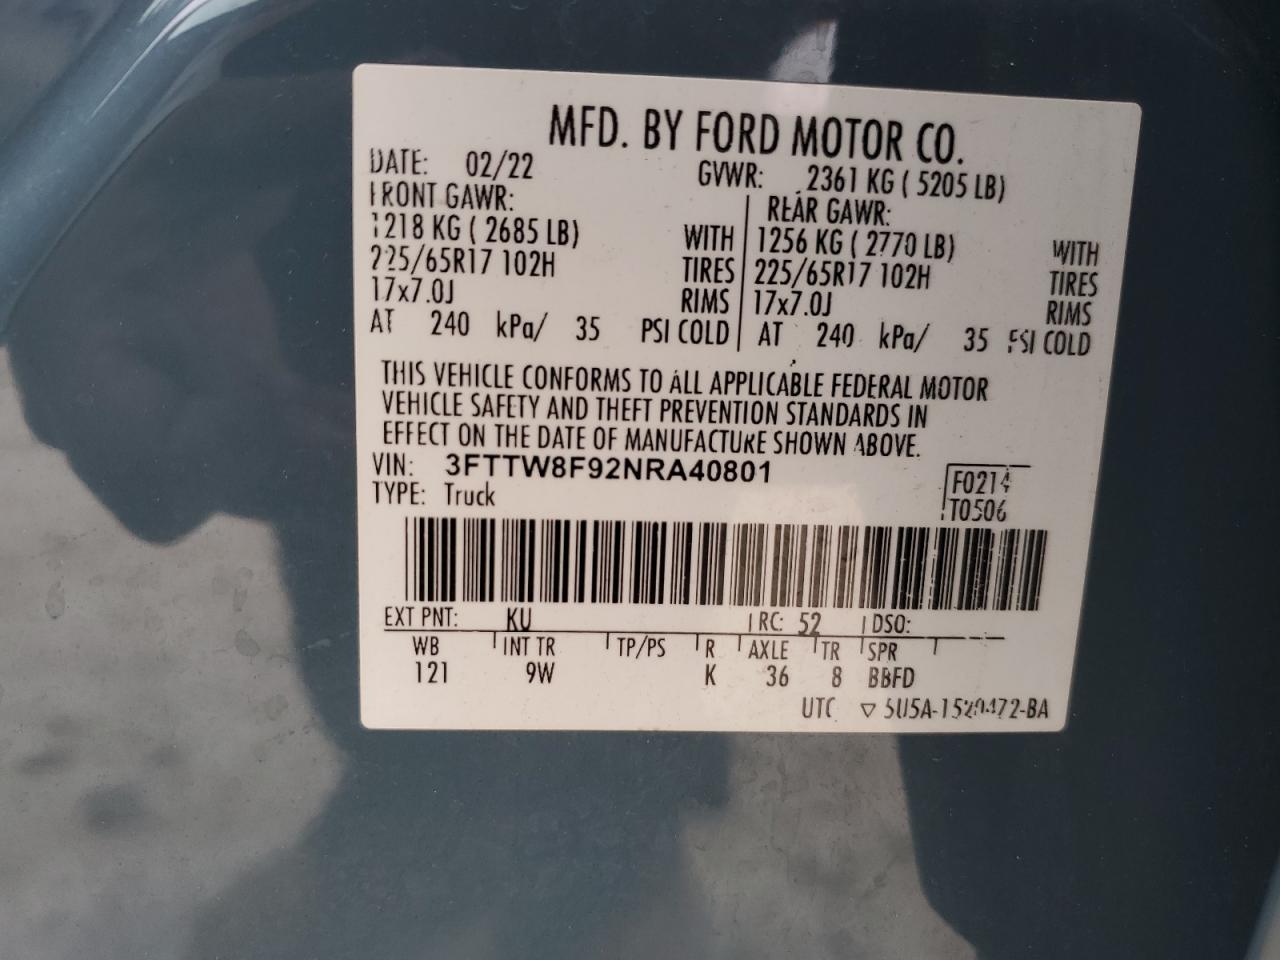 MFD. BY FORD MOTOR CO.
DATE: 02/22 GVWR: 2361 KG ( 5205 LB)
FRONT GAWR: REAR GAWR:
1218 KG ( 2685 LB) WITH 1256 KG ( 2770 LB) WITH
225/65R17 102H TIRES 225/65R17 102H TIRES
17x7.0J RIMS 17x7.0J RIMS
AT 240 kPa/ 35 PSI COLD AT 240 kPa/ 35 PSI COLD
THIS VEHICLE CONFORMS TO ALL APPLICABLE FEDERAL MOTOR
VEHICLE SAFETY AND THEFT PREVENTION STANDARDS IN
EFFECT ON THE DATE OF MANUFACTURE SHOWN ABOVE.
VIN: 3FTTW8F92NRA40801
TYPE: Truck
F0214
T0506
EXT PNT: KU RC: 52 DSO:
WB INT TR TP/PS R AXLE TR SPR
121 9W K 36 8 BBFD
UTC ▽ 5U5A-1520472-BA